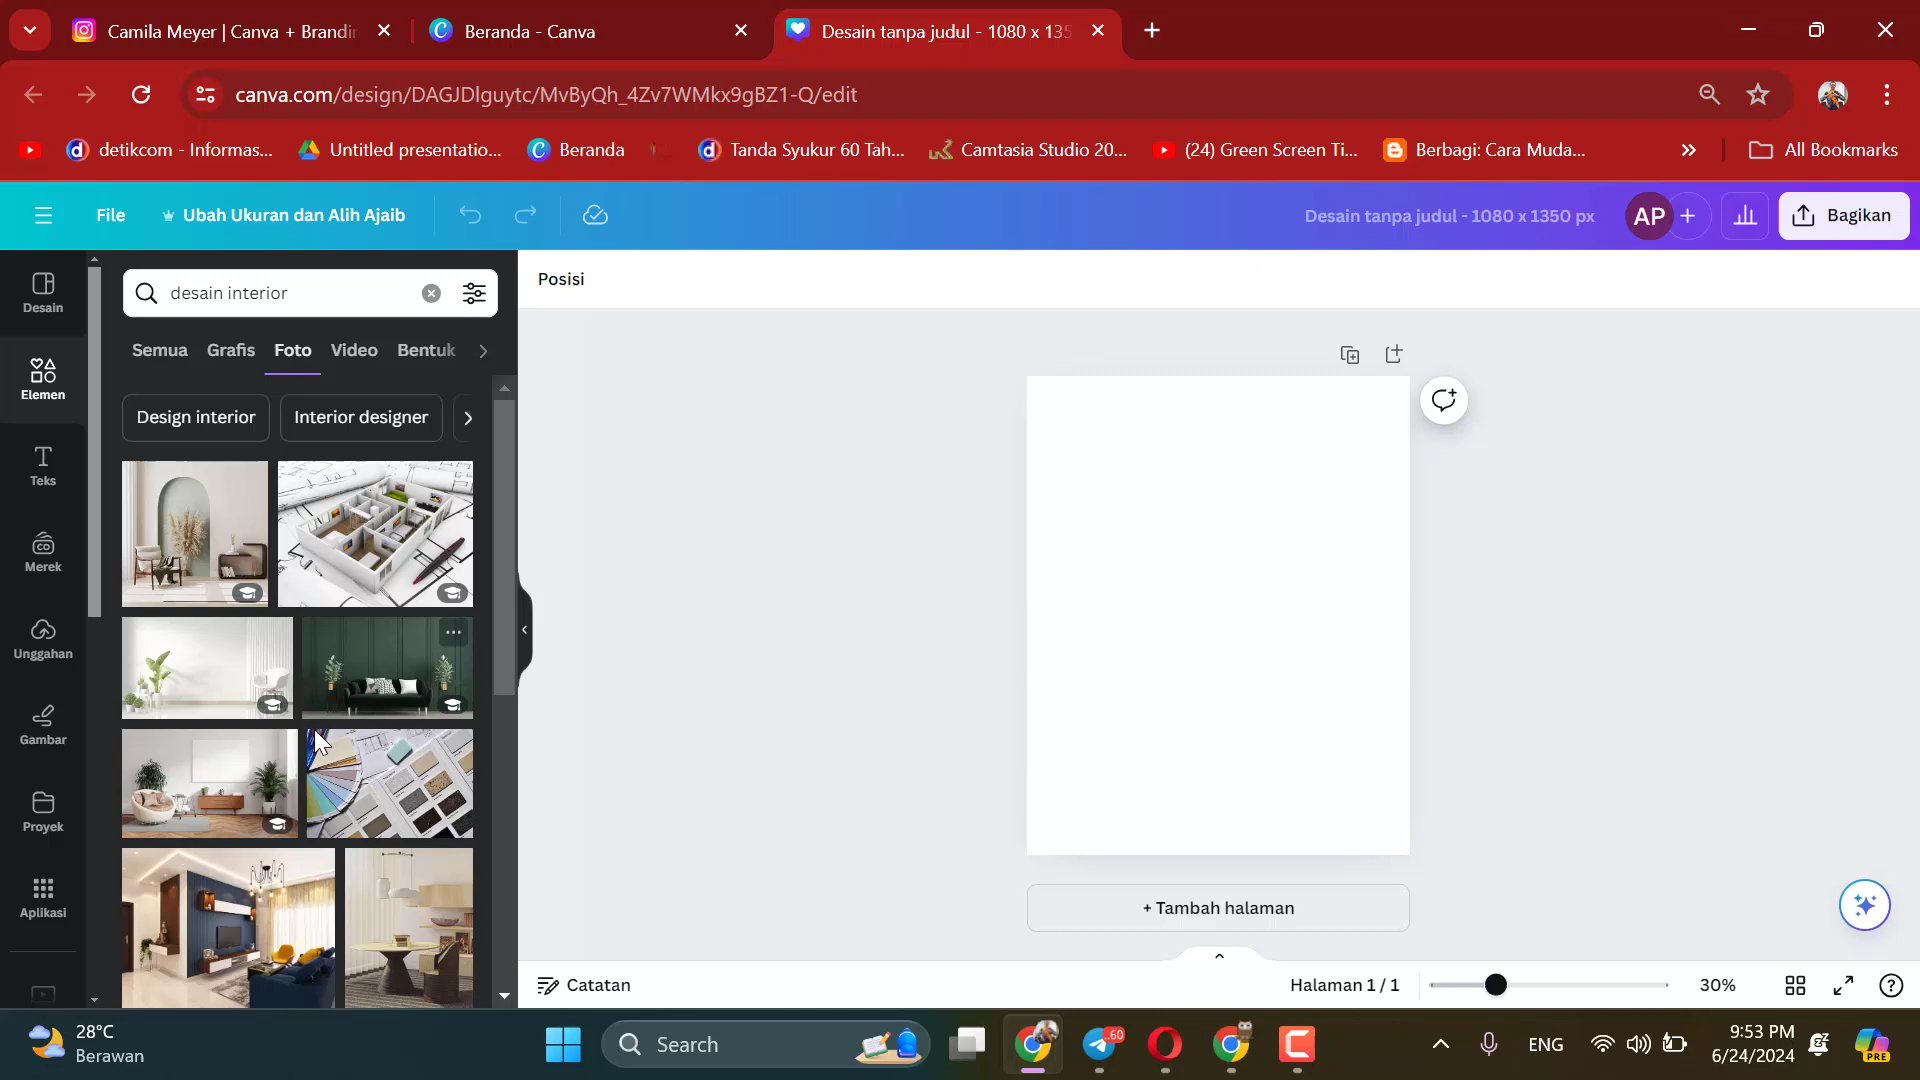 Camila Meyer | Canva + Brandi
Beranda - Canva
Desain tanpa judul - 1080 x 135
canva.com/design/DAGJDlguytc/MvByQh_4Zv7WMkx9gBZ1-Q/edit
detikcom - Informas...
Untitled presentatio...
Beranda
Tanda Syukur 60 Tah...
Camtasia Studio 20...
(24) Green Screen Ti...
Berbagi: Cara Muda...
All Bookmarks
File
Ubah Ukuran dan Alih Ajaib
Desain tanpa judul - 1080 x 1350 px
AP
Bagikan
Desain
Elemen
Teks
Merek
Unggahan
Gambar
Proyek
Aplikasi
desain interior
Semua
Grafis
Foto
Video
Bentuk
Design interior
Interior designer
Posisi
+ Tambah halaman
Catatan
Halaman 1 / 1
30%
28°C
Berawan
Search
..60
ENG
9:53 PM
6/24/2024
PRE